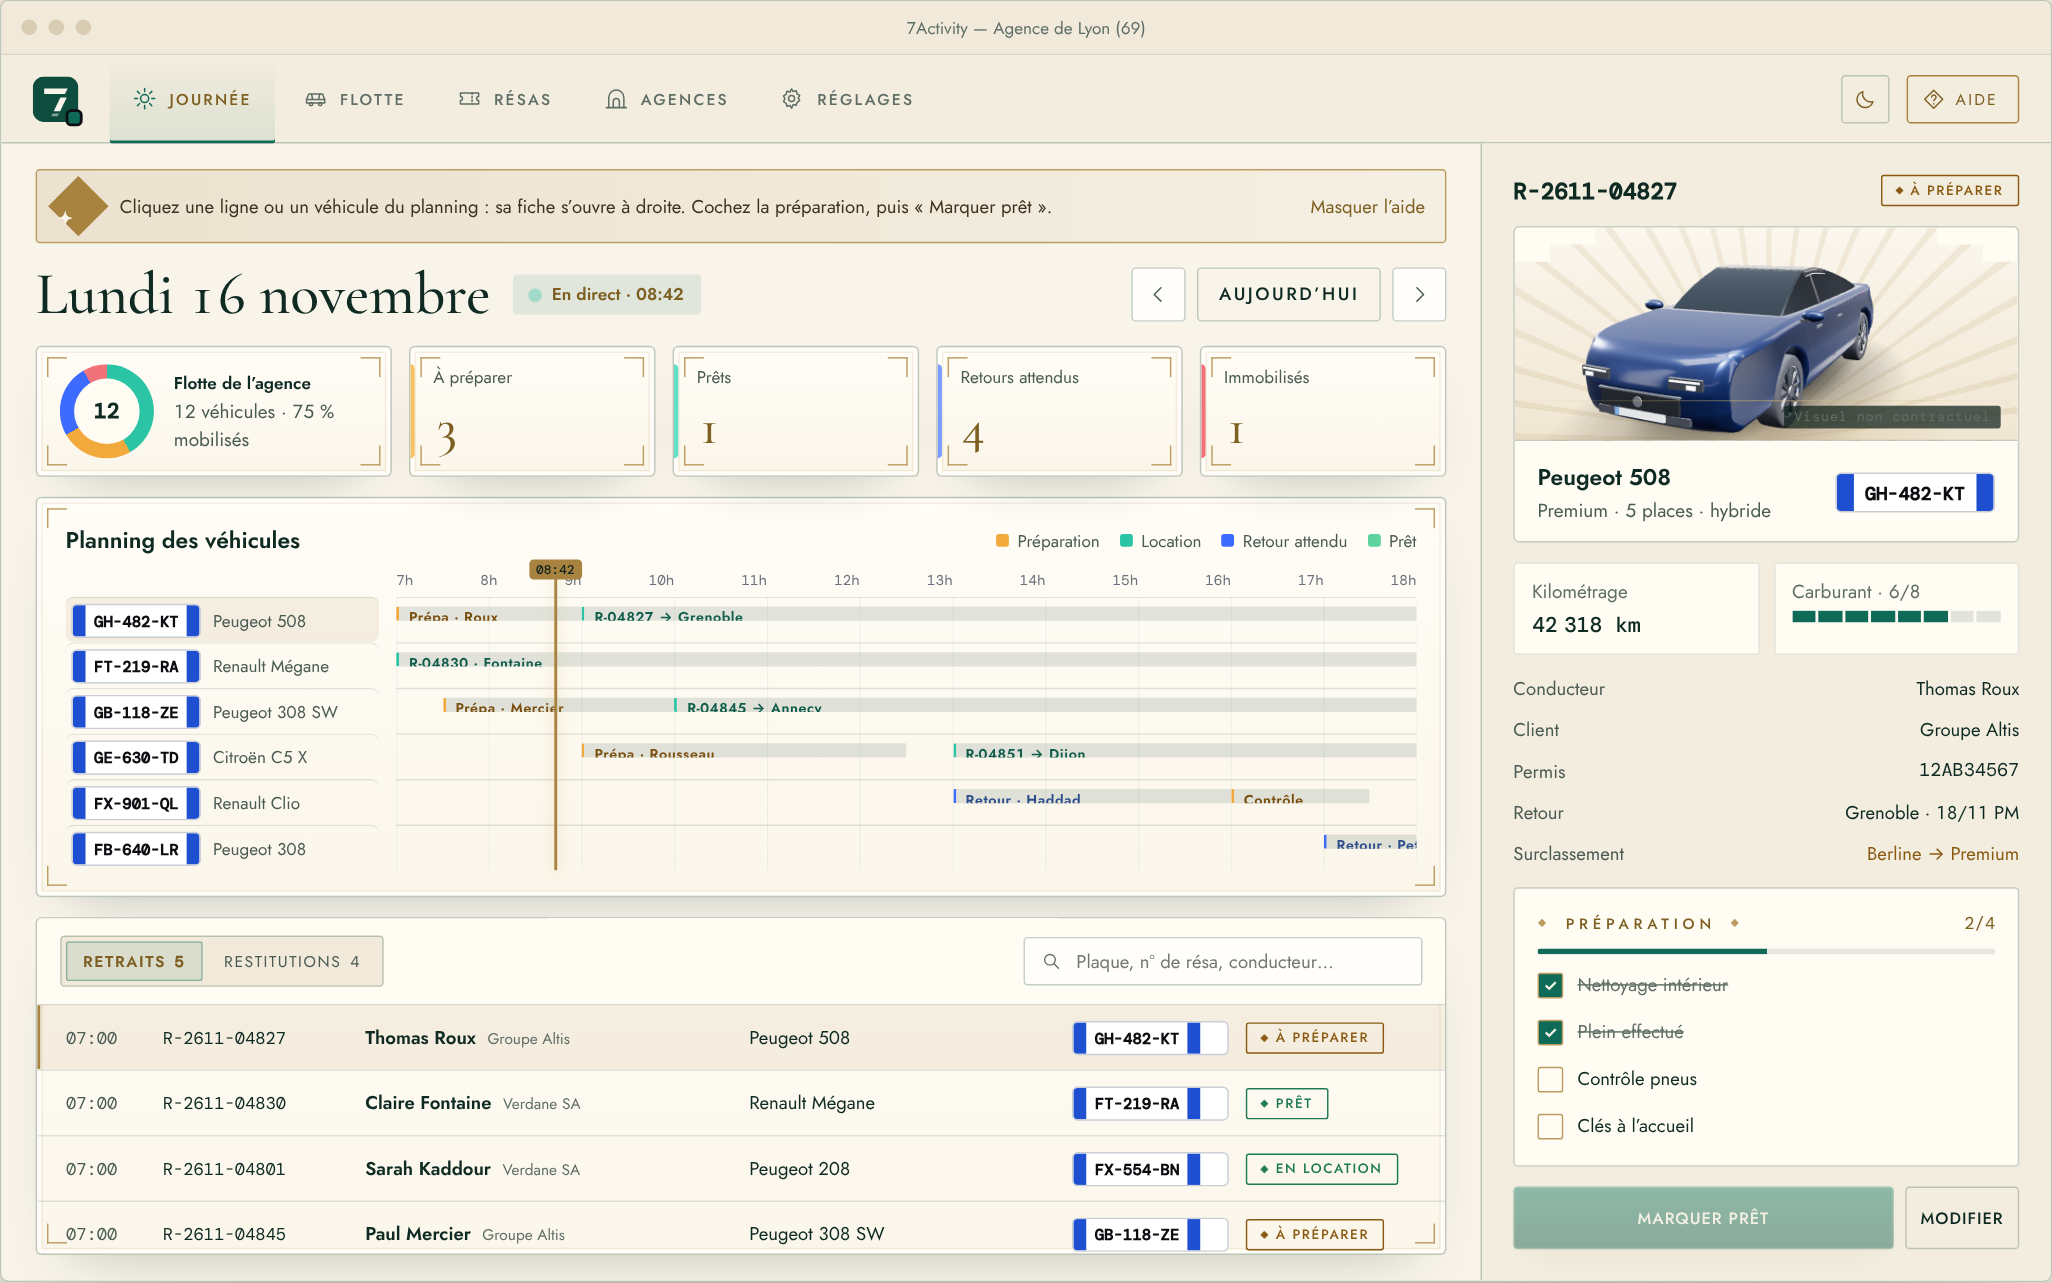 7Activity — Agence de Lyon (69)
7
JOURNÉE
FLOTTE
RÉSAS
AGENCES
RÉGLAGES
AIDE
Cliquez une ligne ou un véhicule du planning : sa fiche s’ouvre à droite. Cochez la préparation, puis « Marquer prêt ».
Masquer l’aide
Lundi 16 novembre
En direct · 08:42
AUJOURD’HUI
12
Flotte de l’agence
12 véhicules · 75 %
mobilisés
À préparer
3
Prêts
1
Retours attendus
4
Immobilisés
1
Planning des véhicules
Préparation
Location
Retour attendu
Prêt
08:42
7h 8h 9h 10h 11h 12h 13h 14h 15h 16h 17h 18h
GH-482-KT Peugeot 508 Prépa · Roux R-04827 → Grenoble
FT-219-RA Renault Mégane R-04830 · Fontaine
GB-118-ZE Peugeot 308 SW Prépa · Mercier R-04845 → Annecy
GE-630-TD Citroën C5 X Prépa · Rousseau R-04851 → Dijon
FX-901-QL Renault Clio Retour · Haddad Contrôle
FB-640-LR Peugeot 308 Retour · Pet
RETRAITS 5
RESTITUTIONS 4
Plaque, n° de résa, conducteur…
07:00 R-2611-04827 Thomas Roux Groupe Altis Peugeot 508 GH-482-KT À PRÉPARER
07:00 R-2611-04830 Claire Fontaine Verdane SA Renault Mégane FT-219-RA PRÊT
07:00 R-2611-04801 Sarah Kaddour Verdane SA Peugeot 208 FX-554-BN EN LOCATION
07:00 R-2611-04845 Paul Mercier Groupe Altis Peugeot 308 SW GB-118-ZE À PRÉPARER
R-2611-04827
À PRÉPARER
Visuel non contractuel
Peugeot 508
Premium · 5 places · hybride
GH-482-KT
Kilométrage
42 318 km
Carburant · 6/8
Conducteur Thomas Roux
Client Groupe Altis
Permis 12AB34567
Retour Grenoble · 18/11 PM
Surclassement Berline → Premium
PRÉPARATION 2/4
Nettoyage intérieur
Plein effectué
Contrôle pneus
Clés à l’accueil
MARQUER PRÊT
MODIFIER